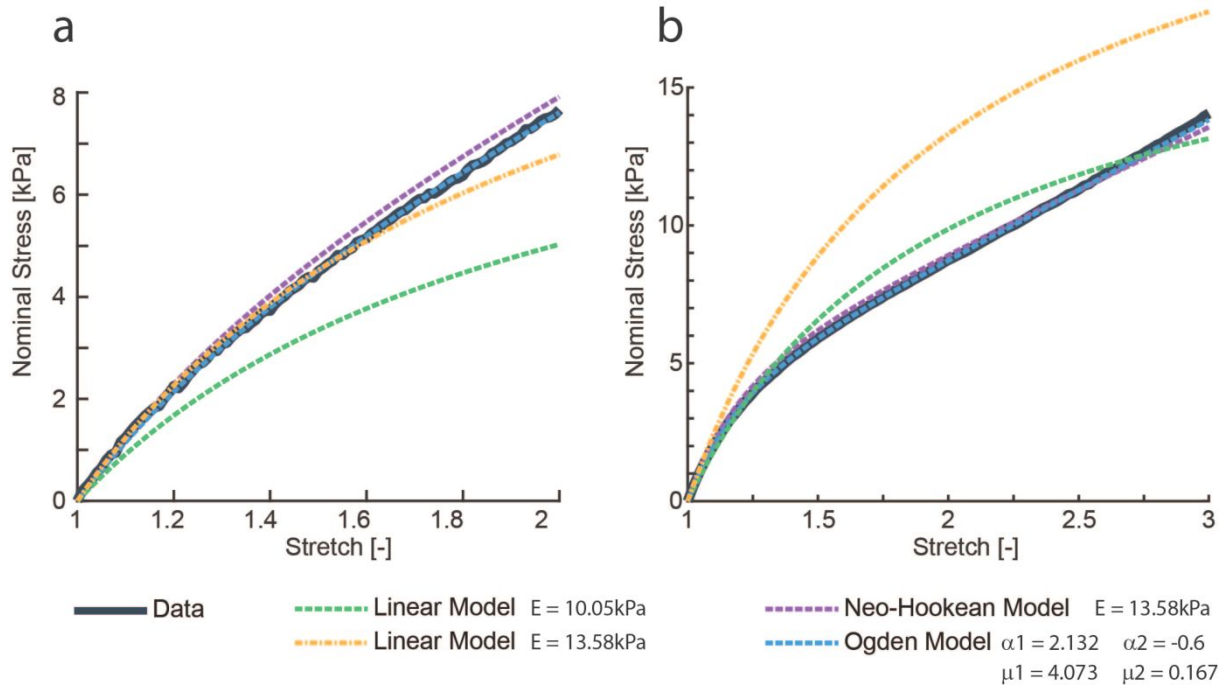 a
Nominal Stress [kPa]
8
6
4
2
0
1
1.2
1.4
1.6
1.8
2
Stretch [-]
b
Nominal Stress [kPa]
15
10
5
0
1
1.5
2
2.5
3
Stretch [-]
Data
Linear Model E = 10.05kPa
Linear Model E = 13.58kPa
Neo-Hookean Model E = 13.58kPa
Ogden Model α1 = 2.132 α2 = -0.6
μ1 = 4.073 μ2 = 0.167